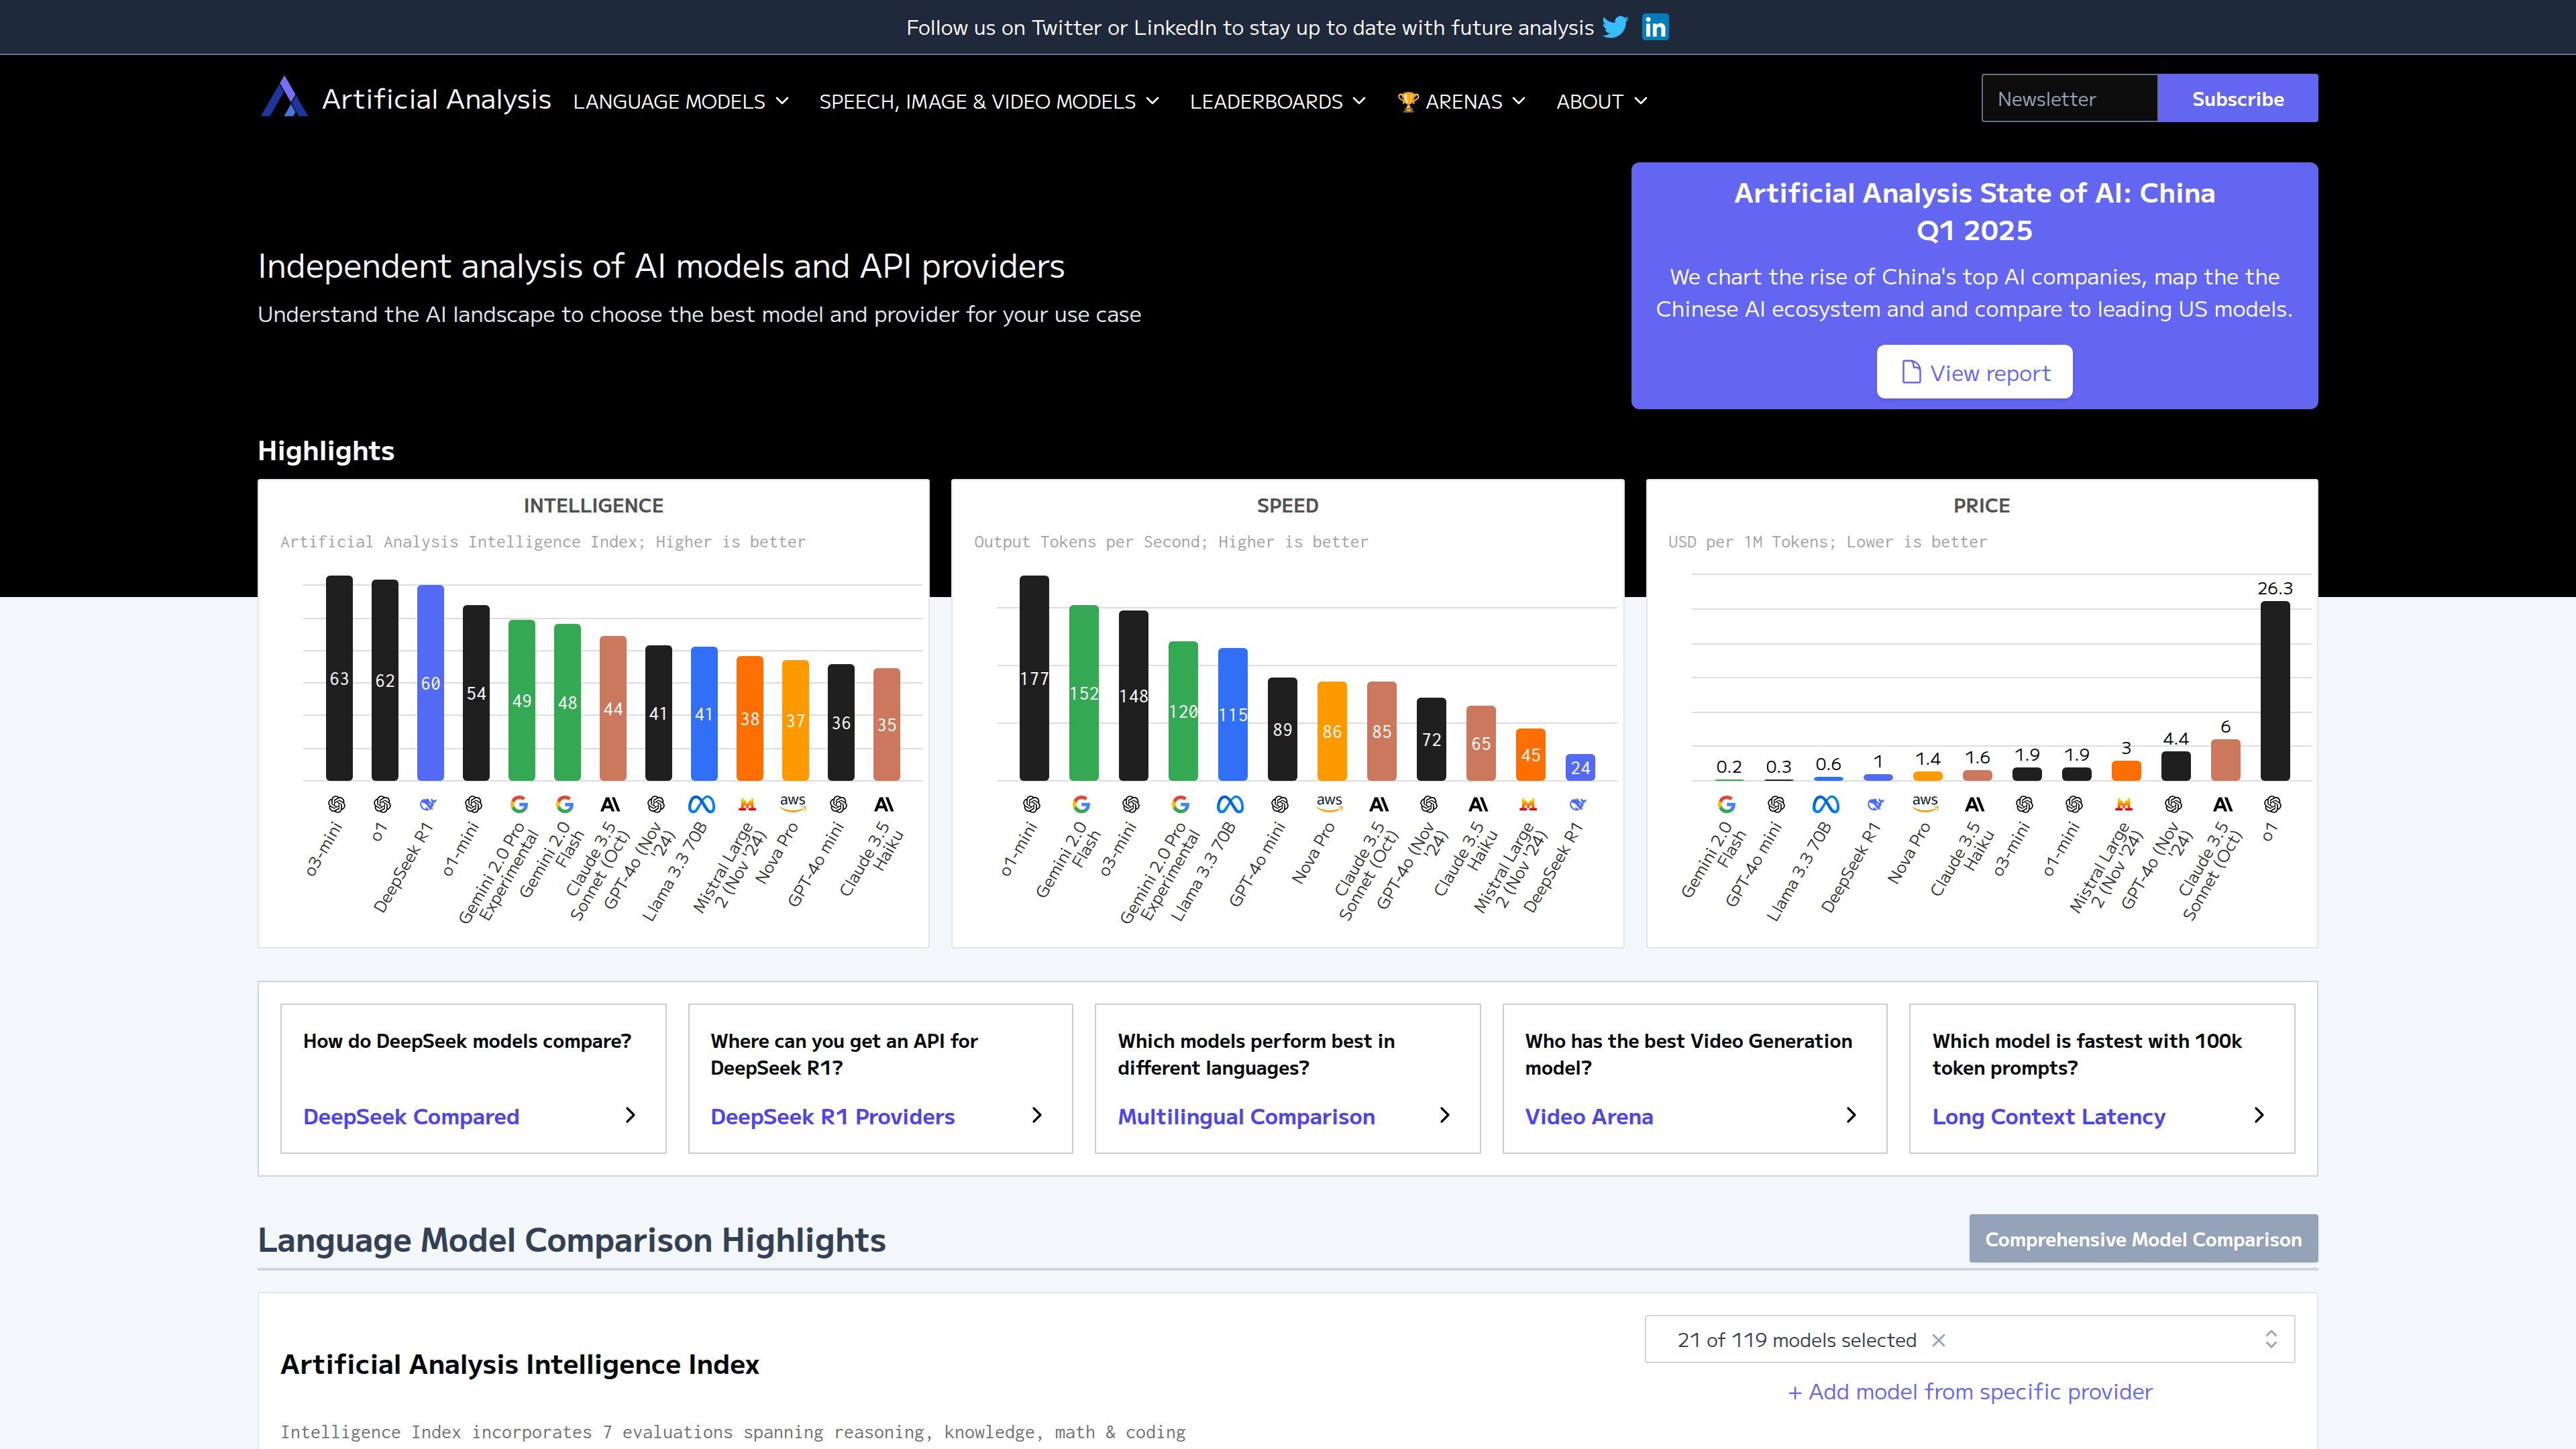 Follow us on Twitter or LinkedIn to stay up to date with future analysis
Artificial Analysis
LANGUAGE MODELS
SPEECH, IMAGE & VIDEO MODELS
LEADERBOARDS
ARENAS
ABOUT
Newsletter
Subscribe
Independent analysis of AI models and API providers
Understand the AI landscape to choose the best model and provider for your use case
Artificial Analysis State of AI: China
Q1 2025
We chart the rise of China's top AI companies, map the the
Chinese AI ecosystem and and compare to leading US models.
View report
Highlights
INTELLIGENCE
Artificial Analysis Intelligence Index; Higher is better
63
62
60
54
49
48
44
41
41
38
37
36
35
aws
o3-mini
o1
DeepSeek R1
o1-mini
Gemini 2.0 Pro
Experimental
Gemini 2.0
Flash
Claude 3.5
Sonnet (Oct)
GPT-4o (Nov
'24)
Llama 3.3 70B
Mistral Large
2 (Nov '24)
Nova Pro
GPT-4o mini
Claude 3.5
Haiku
SPEED
Output Tokens per Second; Higher is better
177
152
148
120
115
89
86
85
72
65
45
24
aws
o1-mini
Gemini 2.0
Flash
o3-mini
Gemini 2.0 Pro
Experimental
Llama 3.3 70B
GPT-4o mini
Nova Pro
Claude 3.5
Sonnet (Oct)
GPT-4o (Nov
'24)
Claude 3.5
Haiku
Mistral Large
2 (Nov '24)
DeepSeek R1
PRICE
USD per 1M Tokens; Lower is better
0.2
0.3
0.6
1
1.4
1.6
1.9
1.9
3
4.4
6
26.3
aws
Gemini 2.0
Flash
GPT-4o mini
Llama 3.3 70B
DeepSeek R1
Nova Pro
Claude 3.5
Haiku
o3-mini
o1-mini
Mistral Large
2 (Nov '24)
GPT-4o (Nov
'24)
Claude 3.5
Sonnet (Oct)
o1
How do DeepSeek models compare?
DeepSeek Compared
Where can you get an API for
DeepSeek R1?
DeepSeek R1 Providers
Which models perform best in
different languages?
Multilingual Comparison
Who has the best Video Generation
model?
Video Arena
Which model is fastest with 100k
token prompts?
Long Context Latency
Language Model Comparison Highlights
Comprehensive Model Comparison
21 of 119 models selected
+ Add model from specific provider
Artificial Analysis Intelligence Index
Intelligence Index incorporates 7 evaluations spanning reasoning, knowledge, math & coding